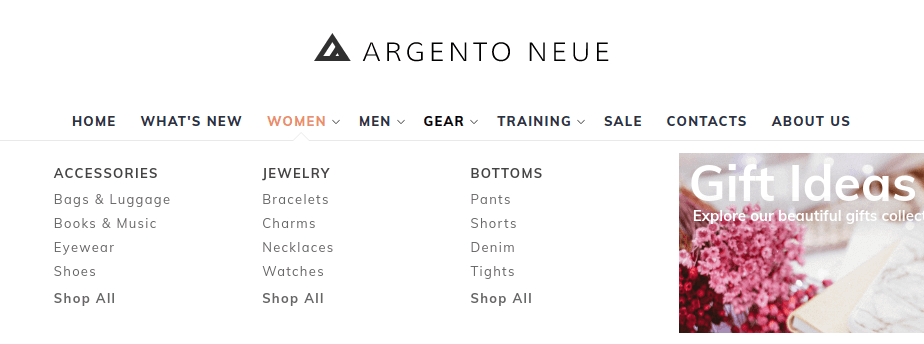 ARGENTO NEUE
HOME WHAT'S NEW WOMEN MEN GEAR TRAINING SALE CONTACTS ABOUT US
ACCESSORIES
Bags & Luggage
Books & Music
Eyewear
Shoes
Shop All
JEWELRY
Bracelets
Charms
Necklaces
Watches
Shop All
BOTTOMS
Pants
Shorts
Denim
Tights
Shop All
Gift Ideas
Explore our beautiful gifts